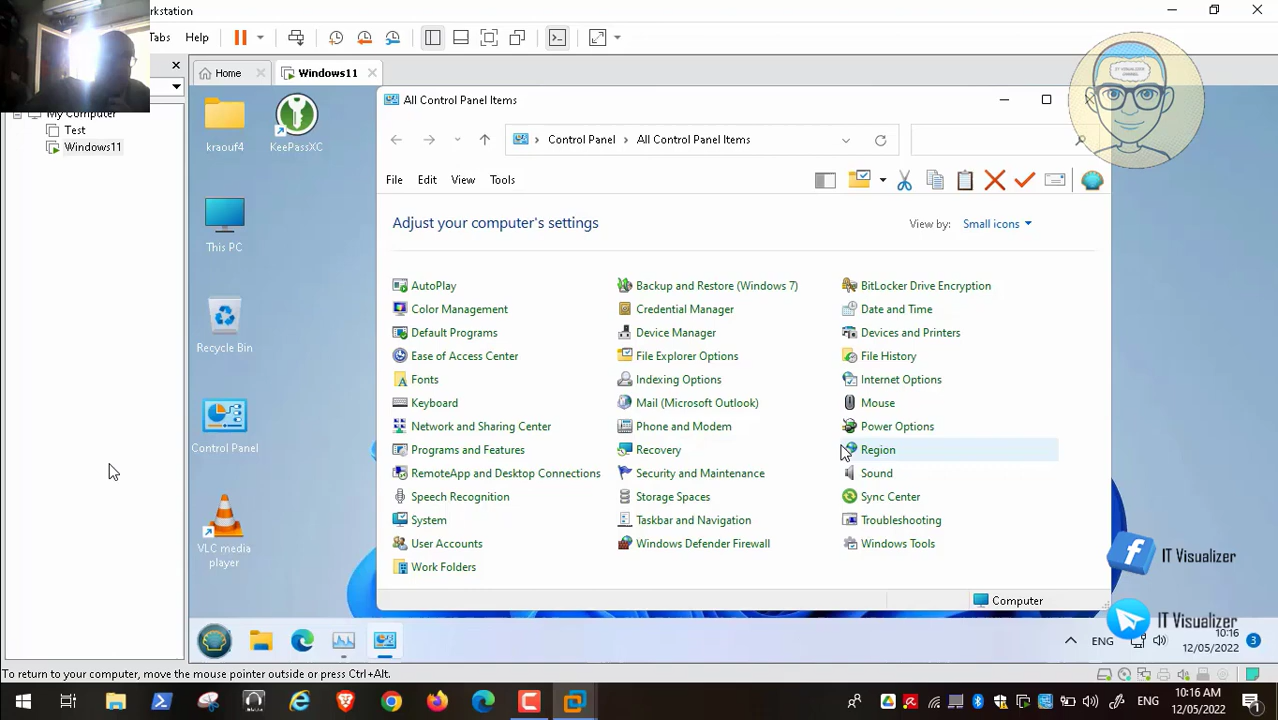 rkstation
Tabs Help
Home Windows11
My Computer
Test
Windows11
kraouf4 KeePassXC
This PC
Recycle Bin
Control Panel
VLC media
player
All Control Panel Items
Control Panel All Control Panel Items
File Edit View Tools
Adjust your computer's settings
View by: Small icons
AutoPlay Backup and Restore (Windows 7) BitLocker Drive Encryption
Color Management Credential Manager Date and Time
Default Programs Device Manager Devices and Printers
Ease of Access Center File Explorer Options File History
Fonts Indexing Options Internet Options
Keyboard Mail (Microsoft Outlook) Mouse
Network and Sharing Center Phone and Modem Power Options
Programs and Features Recovery Region
RemoteApp and Desktop Connections Security and Maintenance Sound
Speech Recognition Storage Spaces Sync Center
System Taskbar and Navigation Troubleshooting
User Accounts Windows Defender Firewall Windows Tools
Work Folders
Computer
IT VISUALIZER
CHANNEL
IT Visualizer
IT Visualizer
ENG 10:16
12/05/2022 3
To return to your computer, move the mouse pointer outside or press Ctrl+Alt.
ENG 10:16 AM
12/05/2022 1